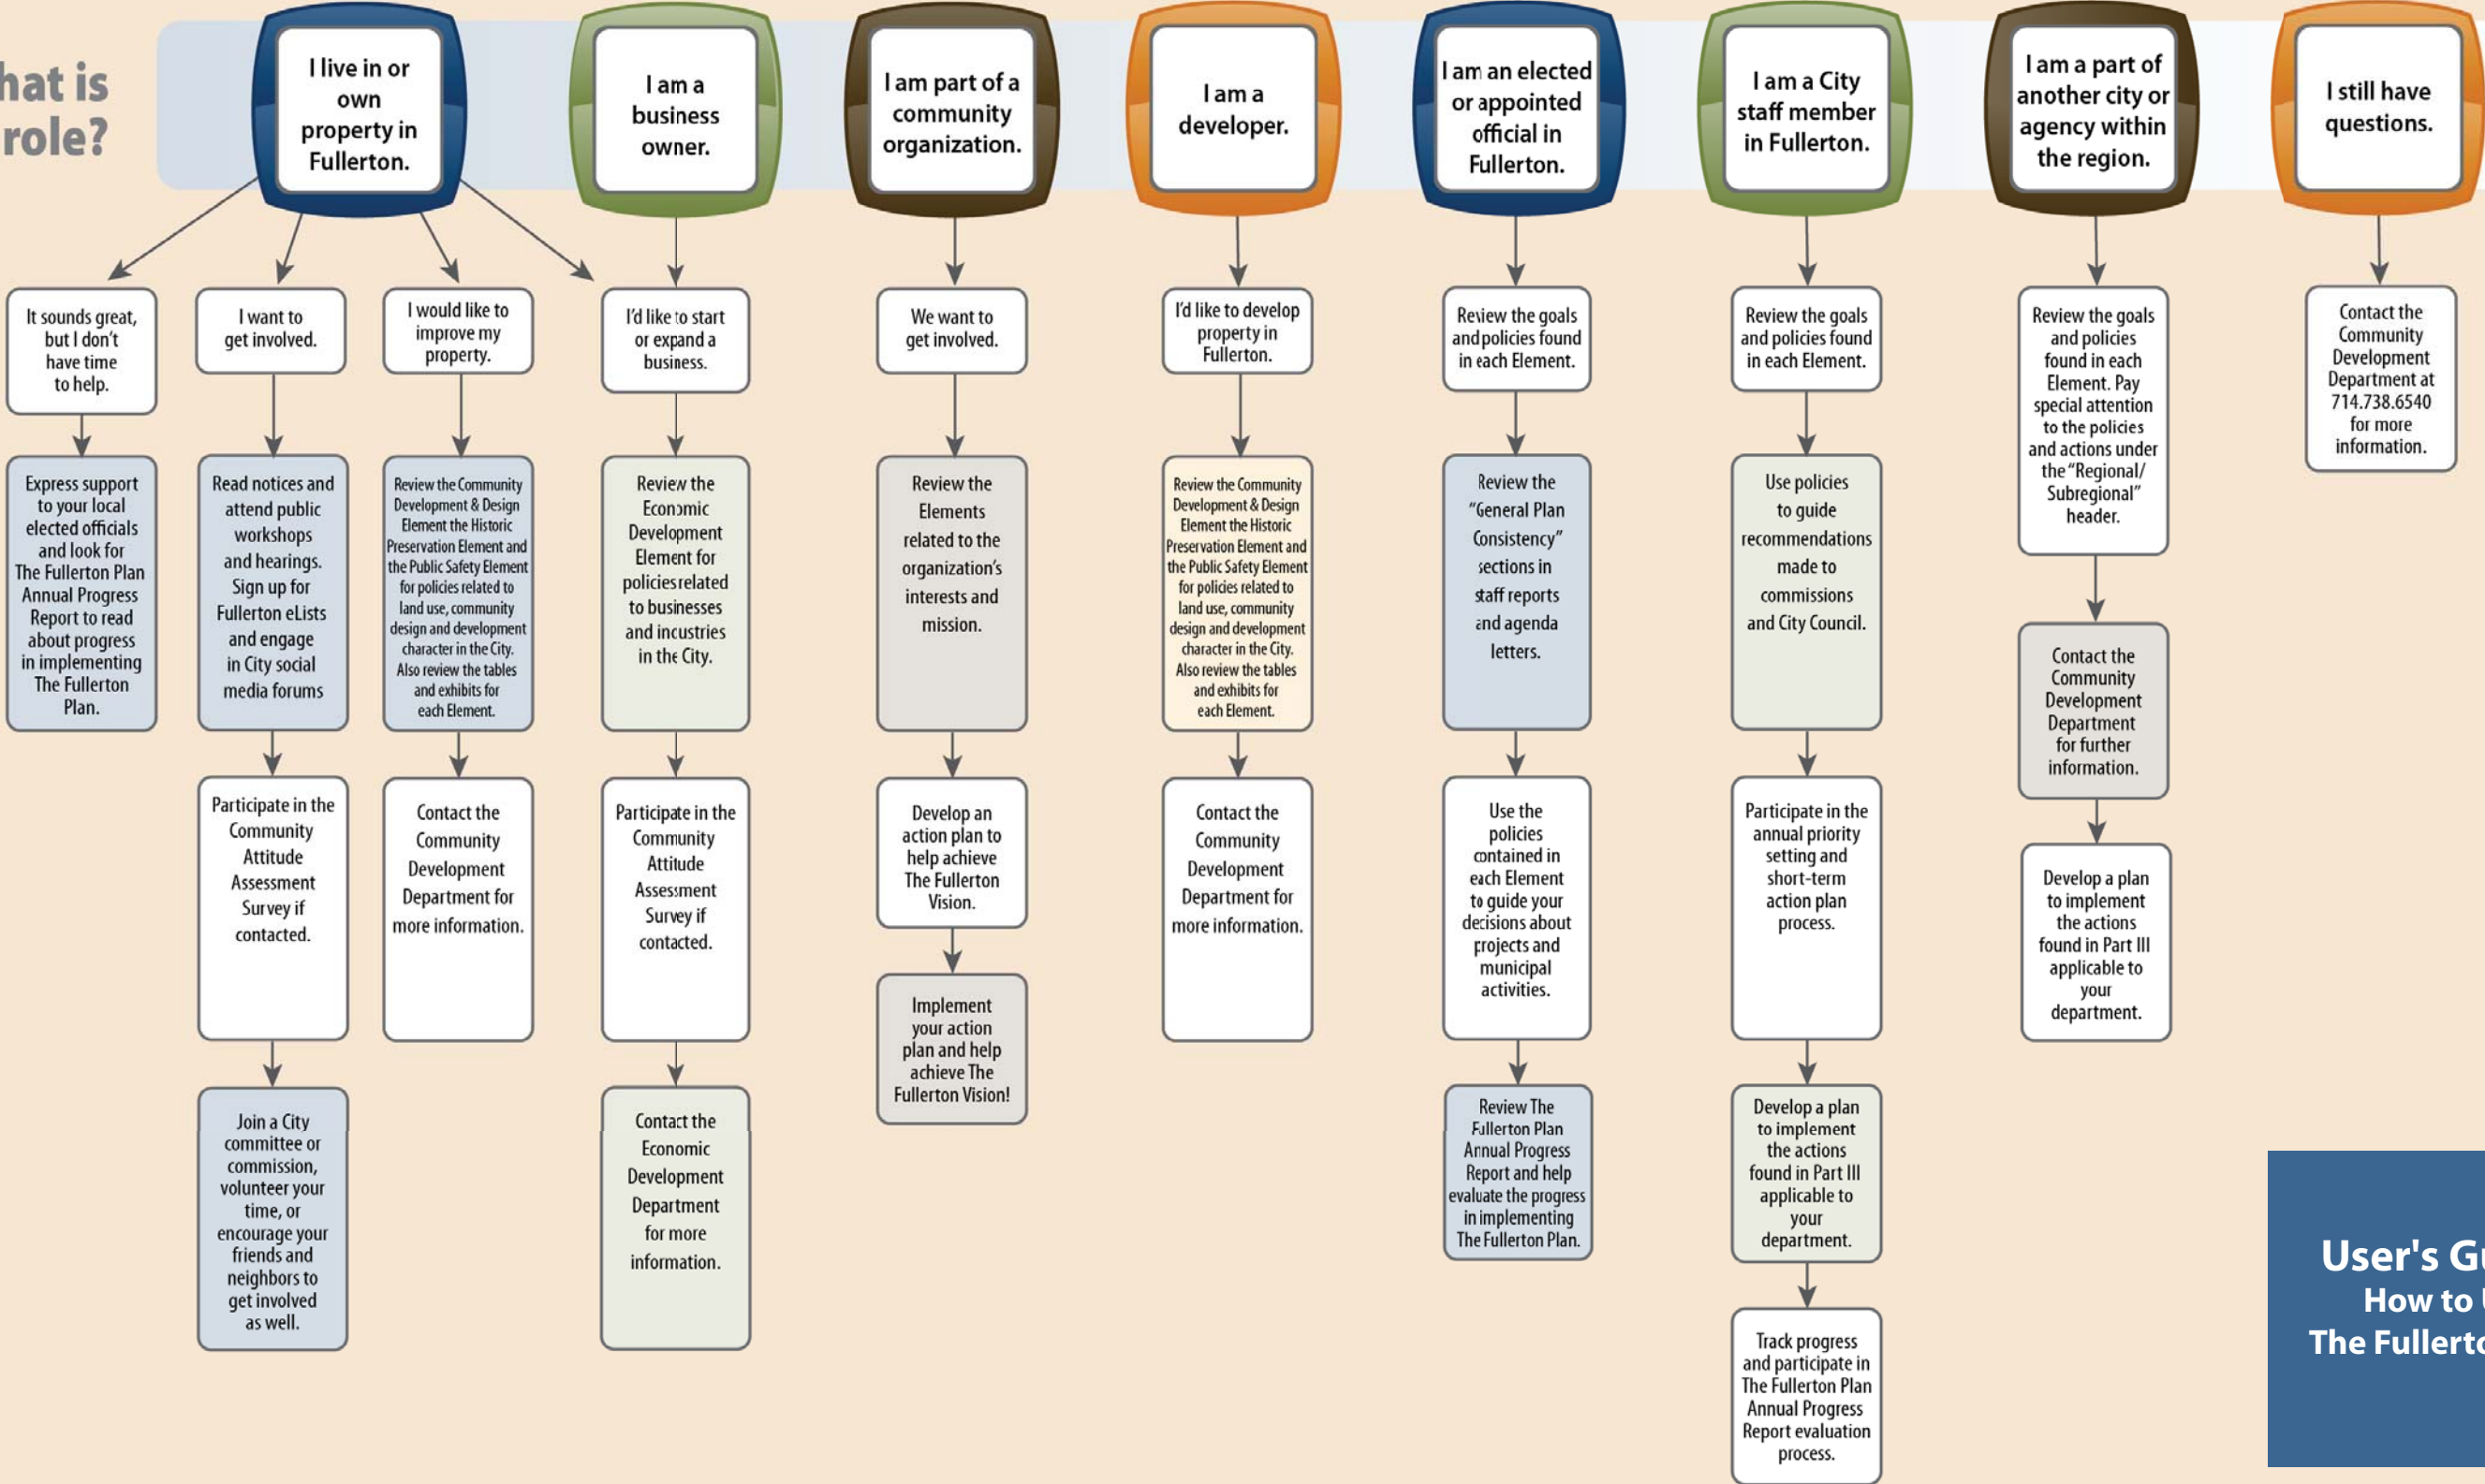 hat is
role?
I live in or
own
property in
Fullerton.
I am a
business
owner.
I am part of a
community
organization.
I am a
developer.
I am an elected
or appointed
official in
Fullerton.
I am a City
staff member
in Fullerton.
I am a part of
another city or
agency within
the region.
I still have
questions.
It sounds great,
but I don't
have time
to help.
I want to
get involved.
I would like to
improve my
property.
I'd like to start
or expand a
business.
We want to
get involved.
I'd like to develop
property in
Fullerton.
Review the goals
and policies found
in each Element.
Review the goals
and policies found
in each Element.
Review the goals
and policies
found in each
Element. Pay
special attention
to the policies
and actions under
the "Regional/
Subregional"
header.
Contact the
Community
Development
Department at
714.738.6540
for more
information.
Express support
to your local
elected officials
and look for
The Fullerton Plan
Annual Progress
Report to read
about progress
in implementing
The Fullerton
Plan.
Read notices and
attend public
workshops
and hearings.
Sign up for
Fullerton eLists
and engage
in City social
media forums
Review the Community
Development & Design
Element the Historic
Preservation Element and
the Public Safety Element
for policies related to
land use, community
design and development
character in the City.
Also review the tables
and exhibits for
each Element.
Review the
Economic
Development
Element for
policies related
to businesses
and incustries
in the City.
Review the
Elements
related to the
organization's
interests and
mission.
Review the Community
Development & Design
Element the Historic
Preservation Element and
the Public Safety Element
for policies related to
land use, community
design and development
character in the City.
Also review the tables
and exhibits for
each Element.
Review the
"General Plan
Consistency"
sections in
staff reports
and agenda
letters.
Use policies
to guide
recommendations
made to
commissions
and City Council.
Contact the
Community
Development
Department
for further
information.
Participate in the
Community
Attitude
Assessment
Survey if
contacted.
Contact the
Community
Development
Department for
more information.
Participate in the
Community
Attitude
Assessment
Survey if
contacted.
Develop an
action plan to
help achieve
The Fullerton
Vision.
Contact the
Community
Development
Department for
more information.
Use the
policies
contained in
each Element
to guide your
decisions about
projects and
municipal
activities.
Participate in the
annual priority
setting and
short-term
action plan
process.
Develop a plan
to implement
the actions
found in Part III
applicable to
your
department.
Implement
your action
plan and help
achieve The
Fullerton Vision!
Join a City
committee or
commission,
volunteer your
time, or
encourage your
friends and
neighbors to
get involved
as well.
Contact the
Economic
Development
Department
for more
information.
Review The
Fullerton Plan
Annual Progress
Report and help
evaluate the progress
in implementing
The Fullerton Plan.
Develop a plan
to implement
the actions
found in Part III
applicable to
your
department.
Track progress
and participate in
The Fullerton Plan
Annual Progress
Report evaluation
process.
User's Gu
How to U
The Fullerto